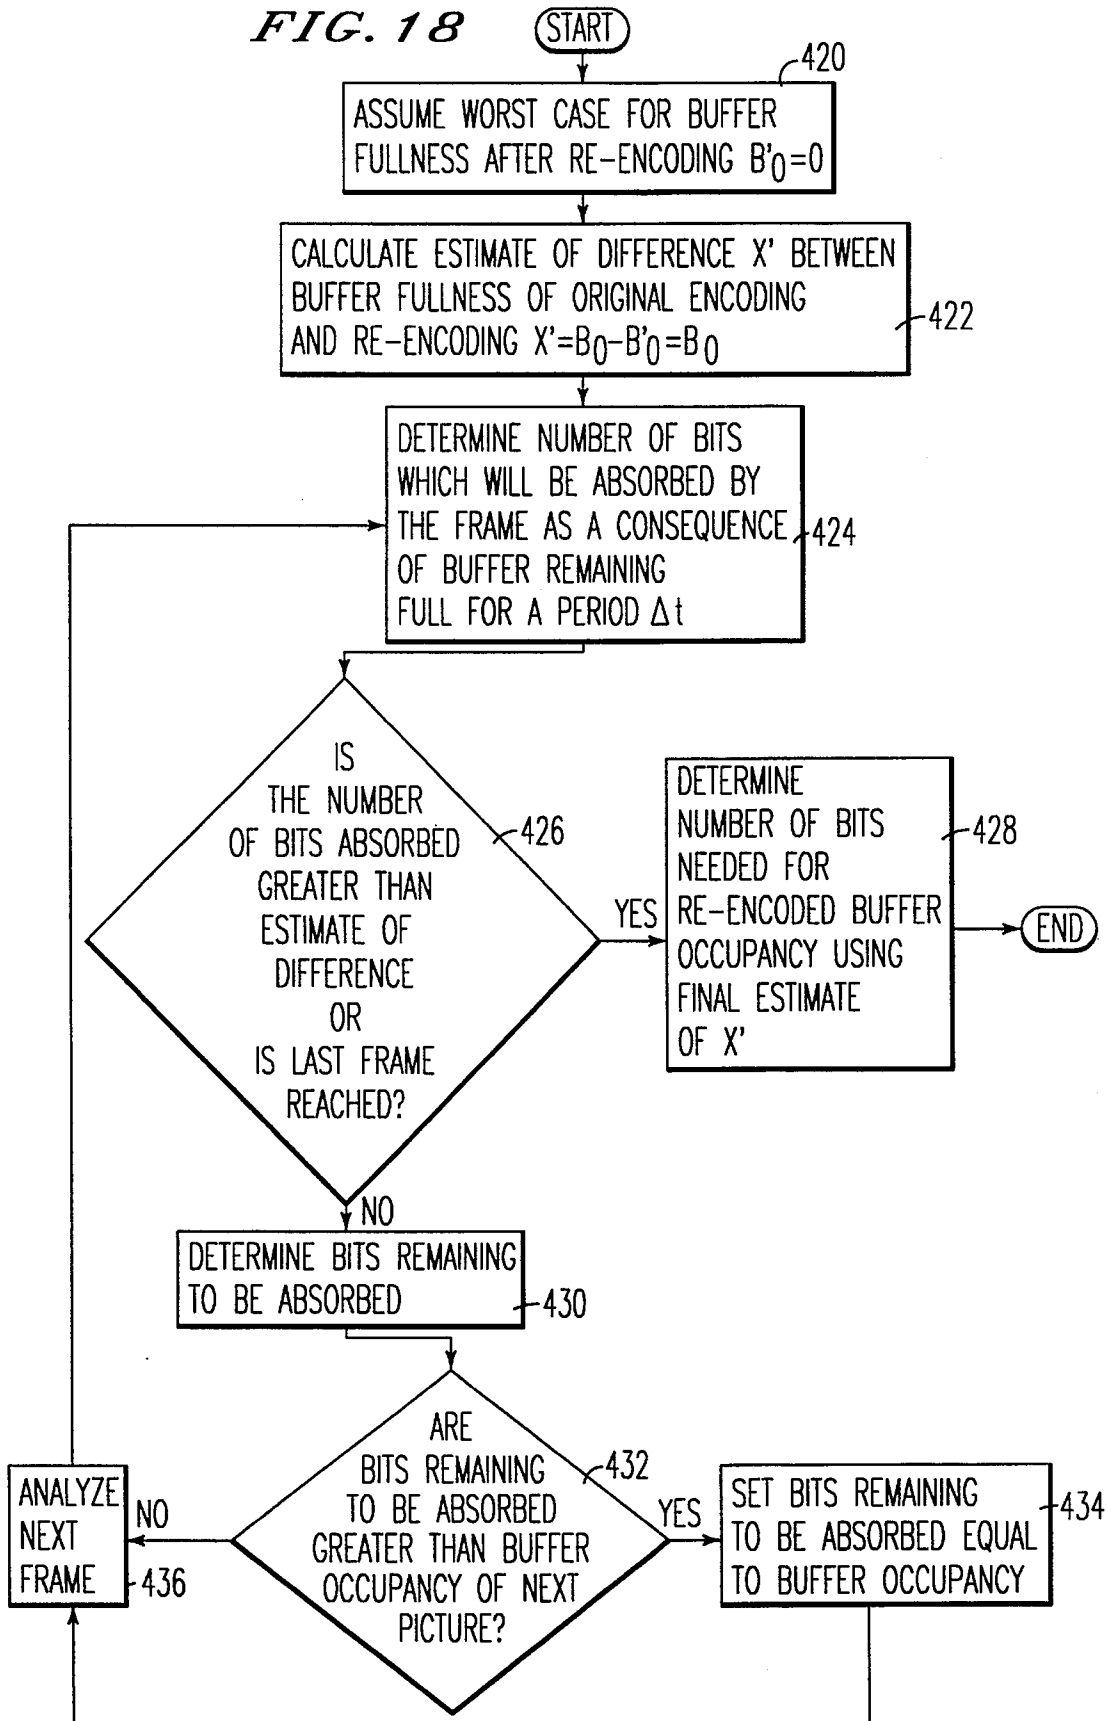 FIG. 18
START
420
ASSUME WORST CASE FOR BUFFER
FULLNESS AFTER RE-ENCODING B'0=0
CALCULATE ESTIMATE OF DIFFERENCE X' BETWEEN
BUFFER FULLNESS OF ORIGINAL ENCODING
AND RE-ENCODING X'=B0-B'0=B0
422
DETERMINE NUMBER OF BITS
WHICH WILL BE ABSORBED BY
THE FRAME AS A CONSEQUENCE
OF BUFFER REMAINING
FULL FOR A PERIOD Δt
424
IS
THE NUMBER
OF BITS ABSORBED
GREATER THAN
ESTIMATE OF
DIFFERENCE
OR
IS LAST FRAME
REACHED?
426
YES
DETERMINE
NUMBER OF BITS
NEEDED FOR
RE-ENCODED BUFFER
OCCUPANCY USING
FINAL ESTIMATE
OF X'
428
END
NO
DETERMINE BITS REMAINING
TO BE ABSORBED
430
ARE
BITS REMAINING
TO BE ABSORBED
GREATER THAN BUFFER
OCCUPANCY OF NEXT
PICTURE?
432
YES
SET BITS REMAINING
TO BE ABSORBED EQUAL
TO BUFFER OCCUPANCY
434
NO
ANALYZE
NEXT
FRAME
436